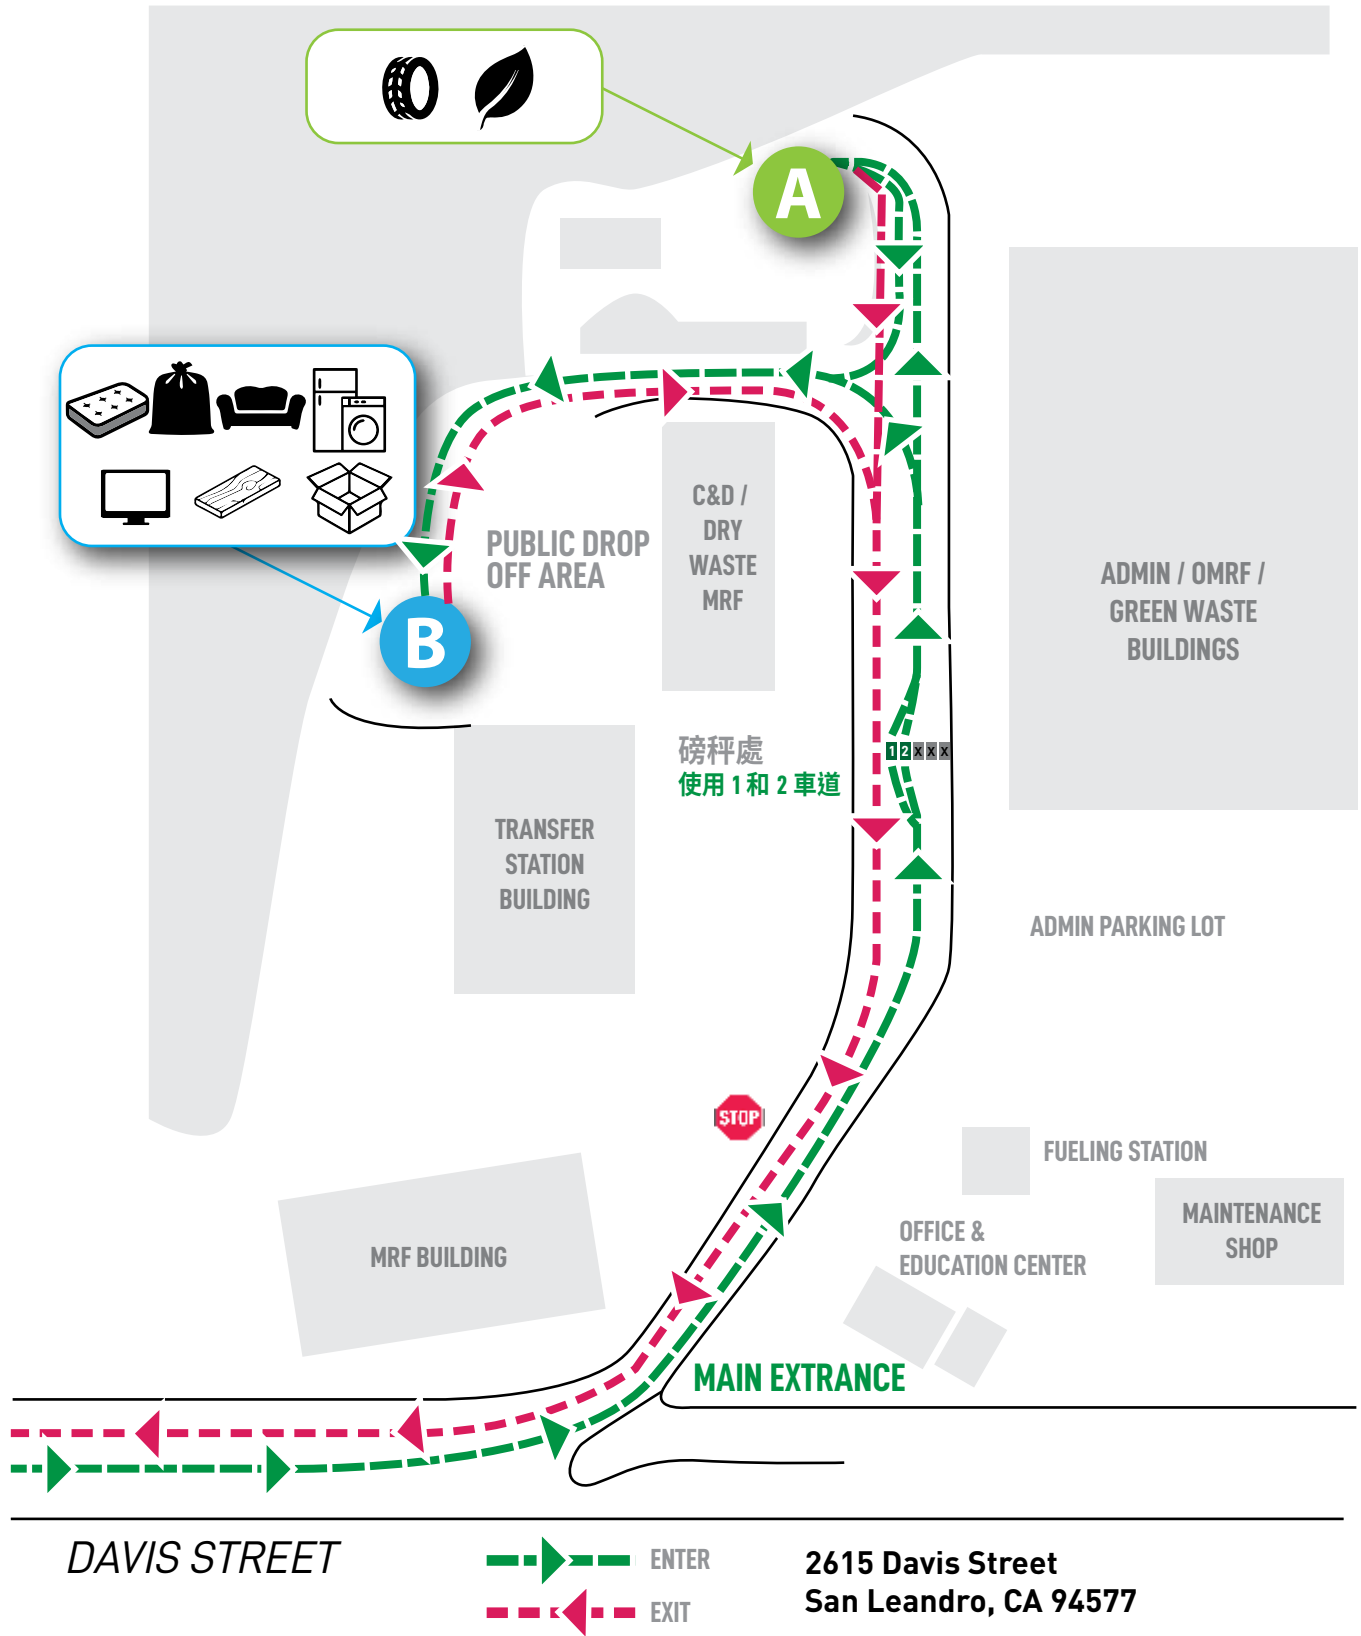 A
C&D /
DRY
WASTE
MRF
PUBLIC DROP
OFF AREA
B
ADMIN / OMRF /
GREEN WASTE
BUILDINGS
磅秤處
使用 1 和 2 車道
1 2 X X X
TRANSFER
STATION
BUILDING
ADMIN PARKING LOT
STOP
FUELING STATION
MAINTENANCE
SHOP
OFFICE &
EDUCATION CENTER
MRF BUILDING
MAIN EXTRANCE
DAVIS STREET
ENTER
EXIT
2615 Davis Street
San Leandro, CA 94577